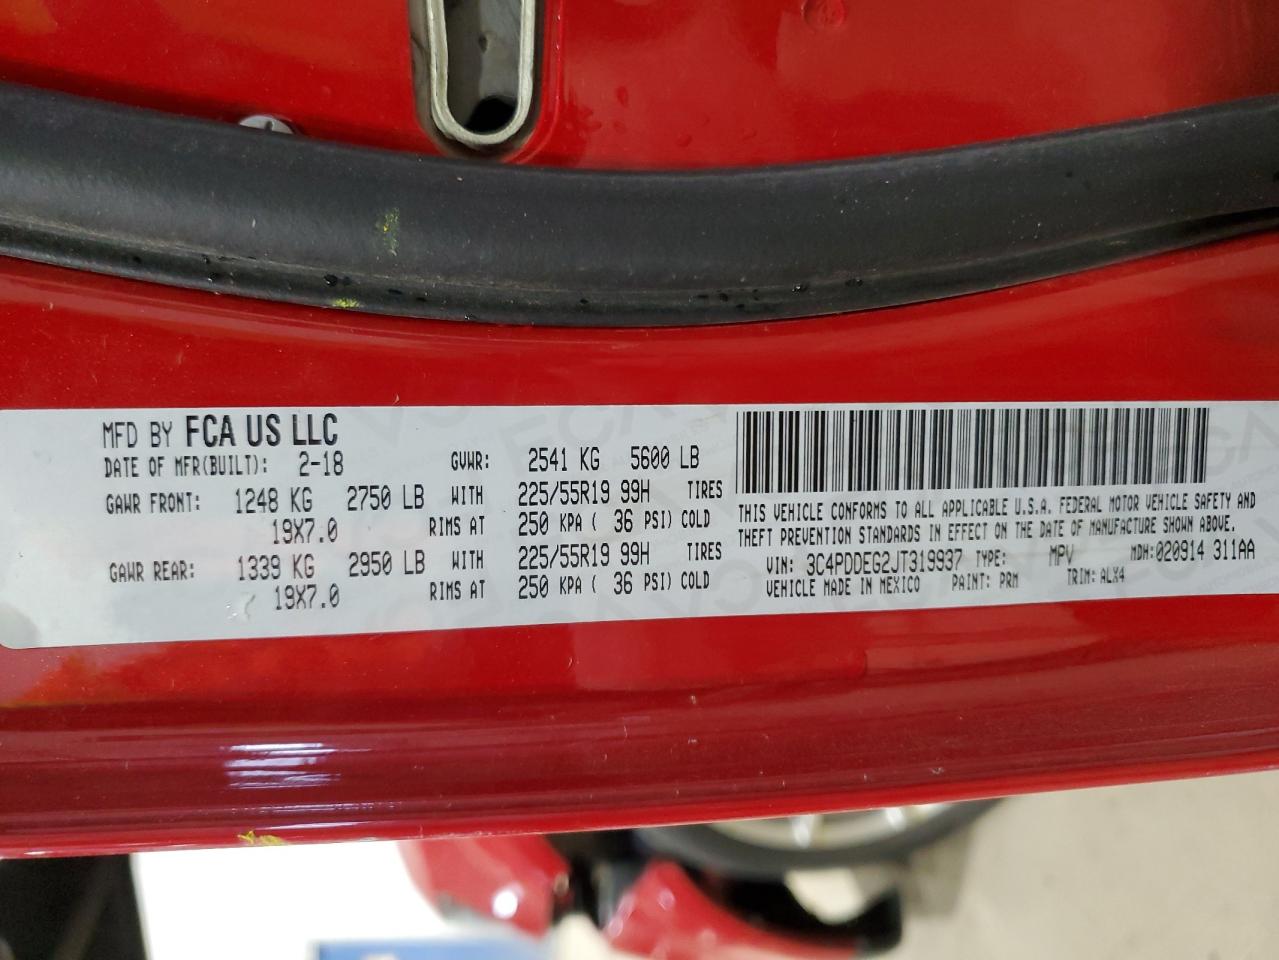 MFD BY FCA US LLC
DATE OF MFR(BUILT): 2-18 GVWR: 2541 KG 5600 LB
GAWR FRONT: 1248 KG 2750 LB WITH 225/55R19 99H TIRES
19X7.0 RIMS AT 250 KPA ( 36 PSI) COLD
GAWR REAR: 1339 KG 2950 LB WITH 225/55R19 99H TIRES
19X7.0 RIMS AT 250 KPA ( 36 PSI) COLD
THIS VEHICLE CONFORMS TO ALL APPLICABLE U.S.A. FEDERAL MOTOR VEHICLE SAFETY AND
THEFT PREVENTION STANDARDS IN EFFECT ON THE DATE OF MANUFACTURE SHOWN ABOVE.
VIN: 3C4PDDEG2JT319937 TYPE: MPV MDH:020914 311AA
VEHICLE MADE IN MEXICO PAINT: PRM TRIM: ALX4